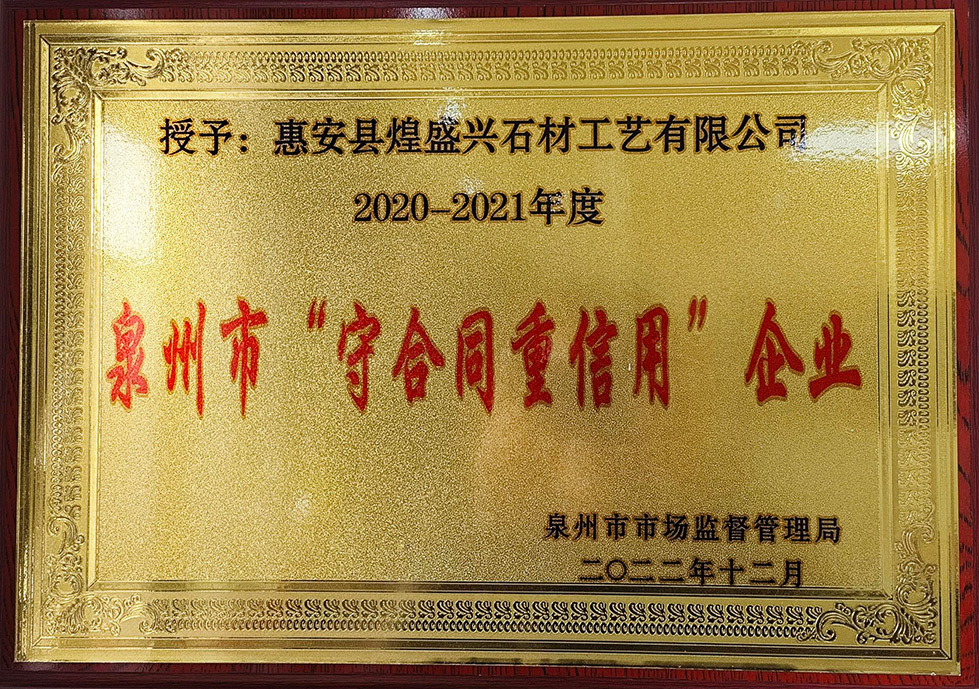 授予：惠安县煌盛兴石材工艺有限公司
2020-2021年度
泉州市“守合同重信用”企业
泉州市市场监督管理局
二〇二二年十二月